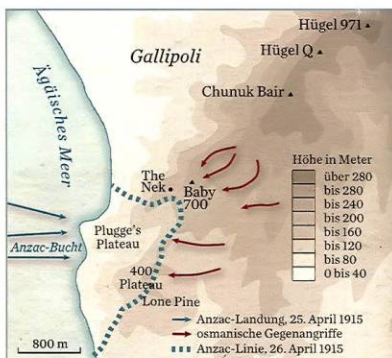 Hügel 971
Hügel Q
Gallipoli
Chunuk Bair
Ägäisches Meer
The
Nek
Baby
700
Anzac-Bucht
Plugge's
Plateau
400
Plateau
Lone Pine
Höhe in Meter
über 280
bis 280
bis 240
bis 200
bis 160
bis 120
bis 80
0 bis 40
Anzac-Landung, 25. April 1915
osmanische Gegenangriffe
Anzac-Linie, 26. April 1915
800 m